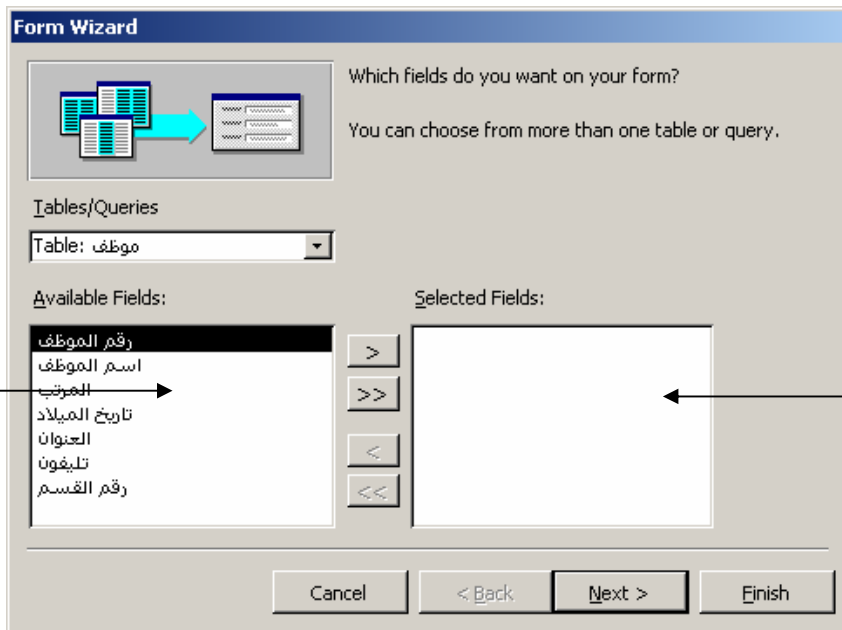 Form Wizard
Which fields do you want on your form?
You can choose from more than one table or query.
Tables/Queries
Table: موظف
Available Fields:
Selected Fields:
رقم الموظف
اسم الموظف
المرتب
تاريخ الميلاد
العنوان
تليفون
رقم القسم
>
>>
<
<<
Cancel
< Back
Next >
Finish